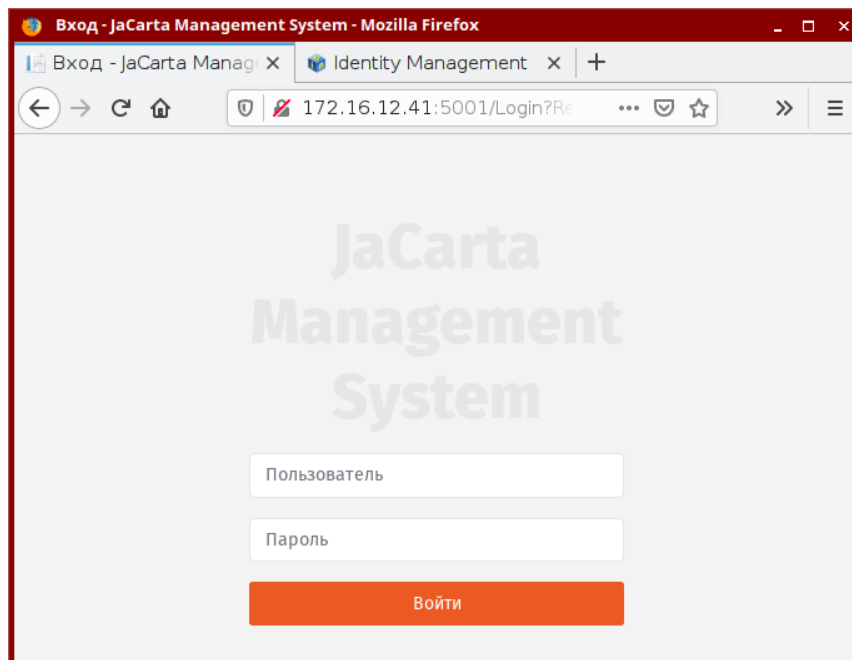 Вход - JaCarta Management System - Mozilla Firefox
Вход - JaCarta Manag
Identity Management
172.16.12.41:5001/Login?Re
JaCarta
Management
System
Пользователь
Пароль
Войти